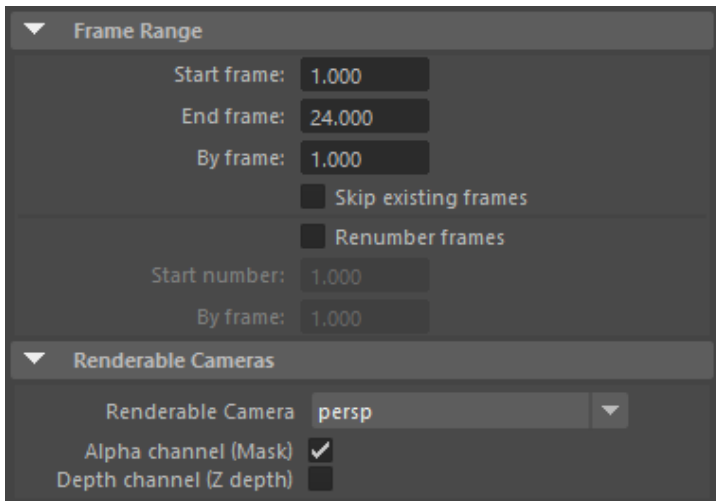 Frame Range
Start frame: 1.000
End frame: 24.000
By frame: 1.000
Skip existing frames
Renumber frames
Start number: 1.000
By frame: 1.000
Renderable Cameras
Renderable Camera persp
Alpha channel (Mask)
Depth channel (Z depth)